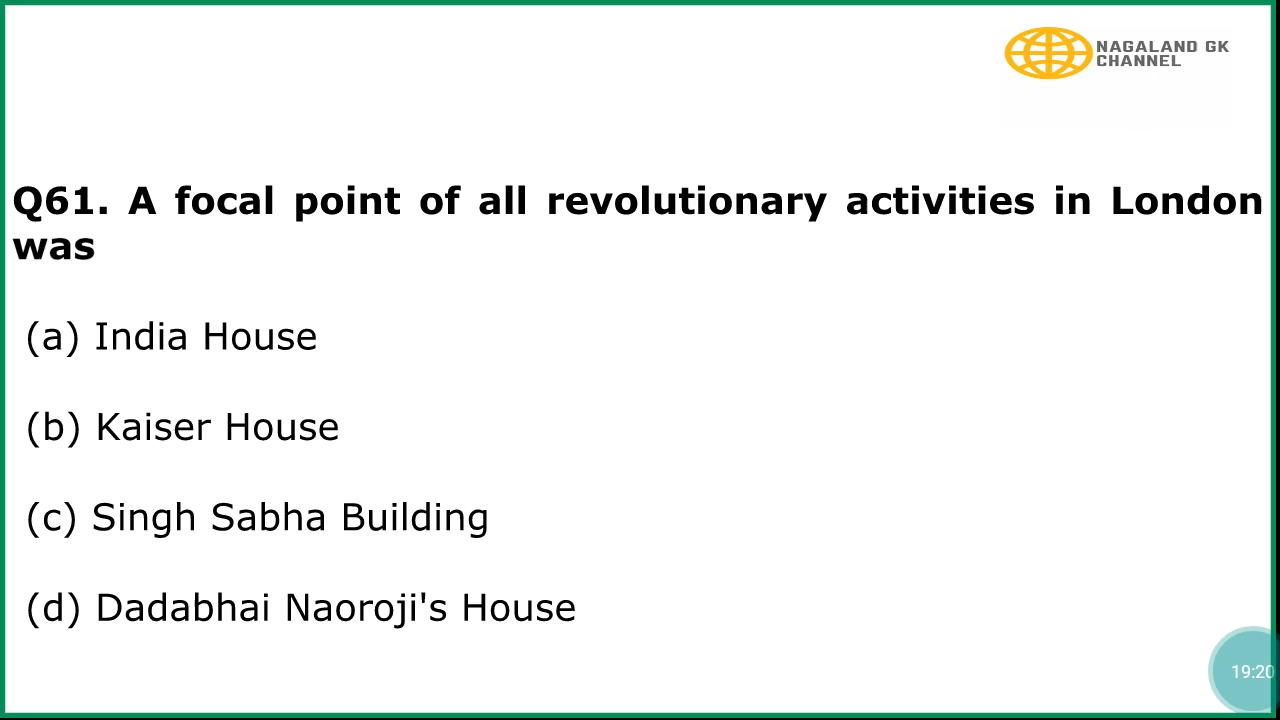 NAGALAND GK
CHANNEL
Q61. A focal point of all revolutionary activities in London
was
(a) India House
(b) Kaiser House
(c) Singh Sabha Building
(d) Dadabhai Naoroji's House
19:20